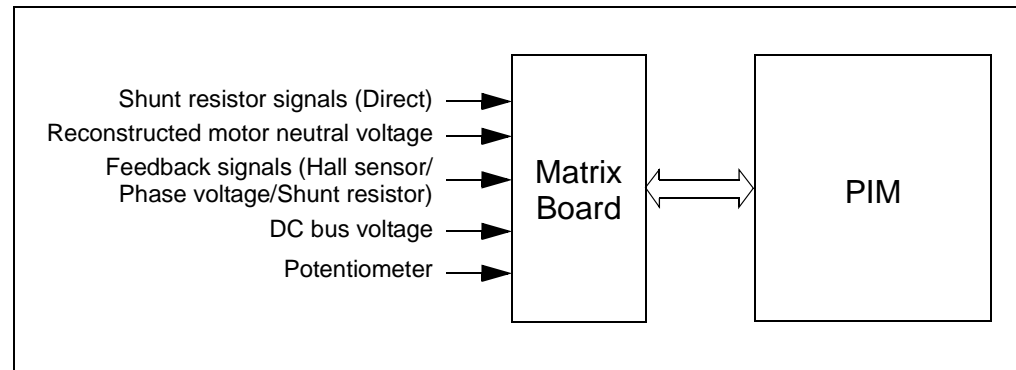 Shunt resistor signals (Direct)
Reconstructed motor neutral voltage
Feedback signals (Hall sensor/
Phase voltage/Shunt resistor)
DC bus voltage
Potentiometer
Matrix
Board
PIM